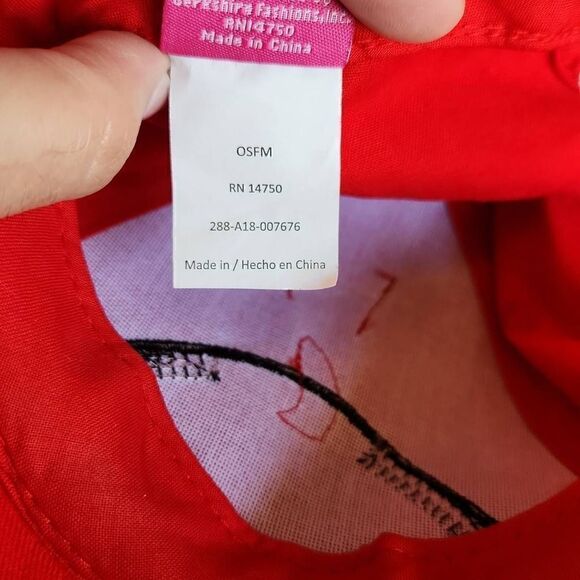 Berkshire Fashions, Inc.
RN14750
Made in China
OSFM
RN 14750
288-A18-007676
Made in / Hecho en China